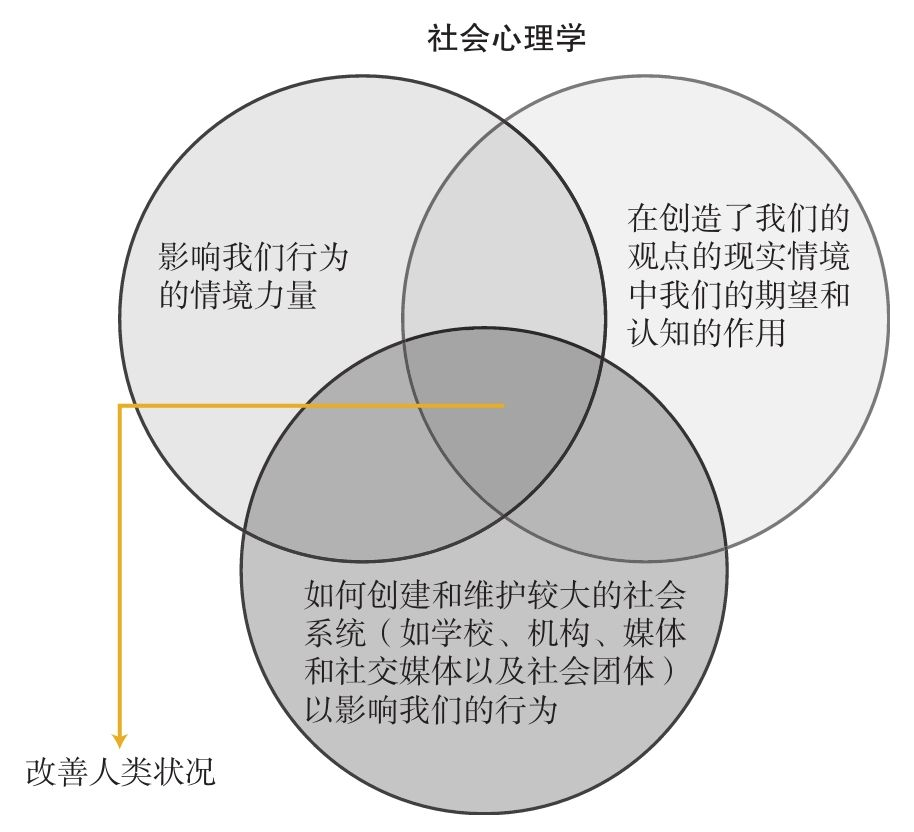 社会心理学
影响我们行为
的情境力量
在创造了我们的
观点的现实情境
中我们的期望和
认知的作用
如何创建和维护较大的社会
系统（如学校、机构、媒体
和社交媒体以及社会团体）
以影响我们的行为
改善人类状况